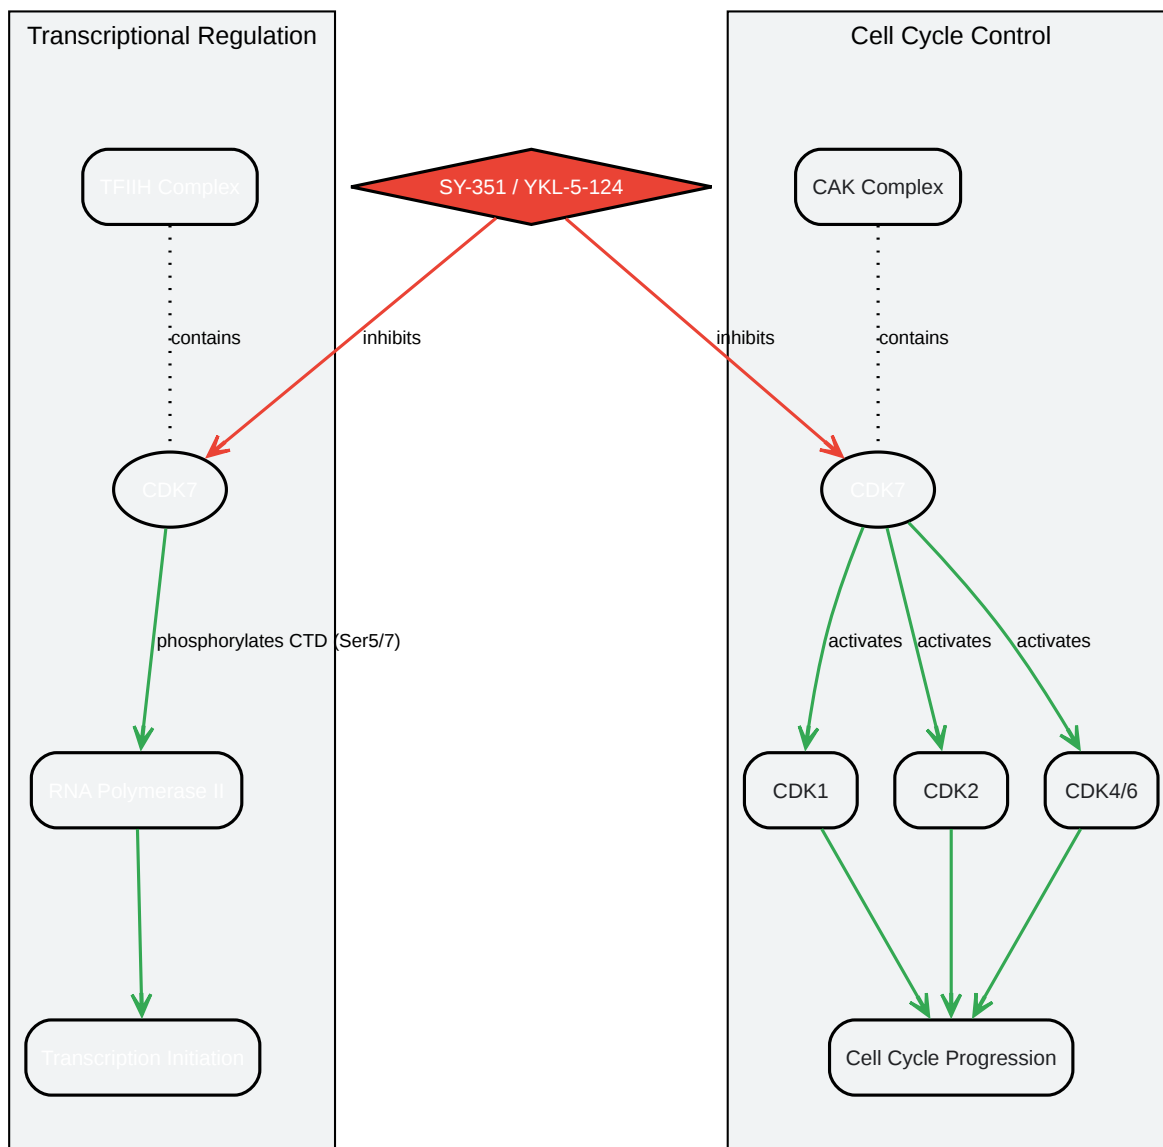 Transcriptional Regulation
Cell Cycle Control
TFIIH Complex
SY-351 / YKL-5-124
CAK Complex
contains
inhibits
inhibits
contains
CDK7
CDK7
phosphorylates CTD (Ser5/7)
activates
activates
activates
RNA Polymerase II
CDK1
CDK2
CDK4/6
Transcription Initiation
Cell Cycle Progression